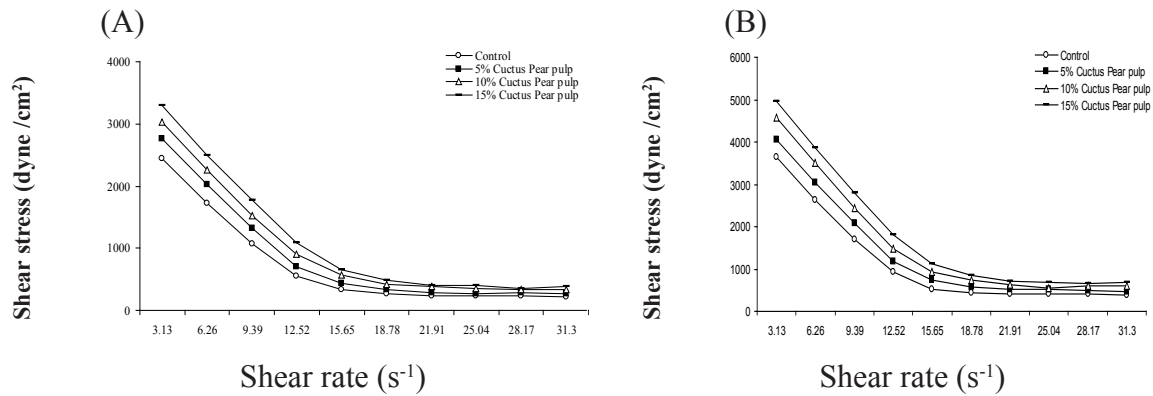 (A)
Control
5% Cuctus Pear pulp
10% Cuctus Pear pulp
15% Cuctus Pear pulp
4000
3000
2000
1000
0
Shear stress (dyne /cm²)
3.13 6.26 9.39 12.52 15.65 18.78 21.91 25.04 28.17 31.3
Shear rate (s⁻¹)
(B)
Control
5% Cuctus Pear pulp
10% Cuctus Pear pulp
15% Cuctus Pear pulp
6000
5000
4000
3000
2000
1000
0
Shear stress (dyne /cm²)
3.13 6.26 9.39 12.52 15.65 18.78 21.91 25.04 28.17 31.3
Shear rate (s⁻¹)